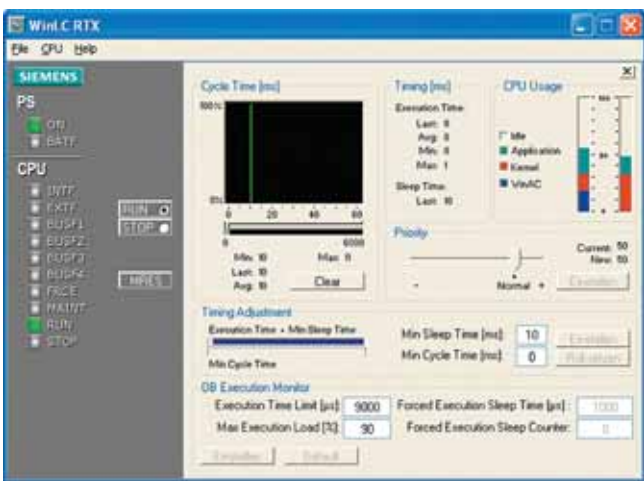 WinLC RTX
File CPU Help
SIEMENS
PS
ON
BATF
CPU
INTF
EXTF
BUSF1
BUSF2
BUSF3
BUSF4
FRCE
MAINT
RUN
STOP
RUN
STOP
MRES
Cycle Time [ms]
100%
0%
0 20 40 60
0 6000
Min: 10 Max: 11
Last: 10
Avg: 10
Clear
Timing [ms]
Execution Time:
Last: 0
Avg: 0
Min: 0
Max: 1
Sleep Time:
Last: 10
CPU Usage
Idle
Application
Kernel
WinAC
Priority
- Normal +
Current: 50
New: 50
Timing Adjustment
Execution Time + Min Sleep Time
Min Cycle Time
Min Sleep Time [ms]: 10
Min Cycle Time [ms]: 0
OB Execution Monitor
Execution Time Limit [µs]: 9000
Forced Execution Sleep Time [µs]: 1000
Max Execution Load [%]: 90
Forced Execution Sleep Counter: 0
Default